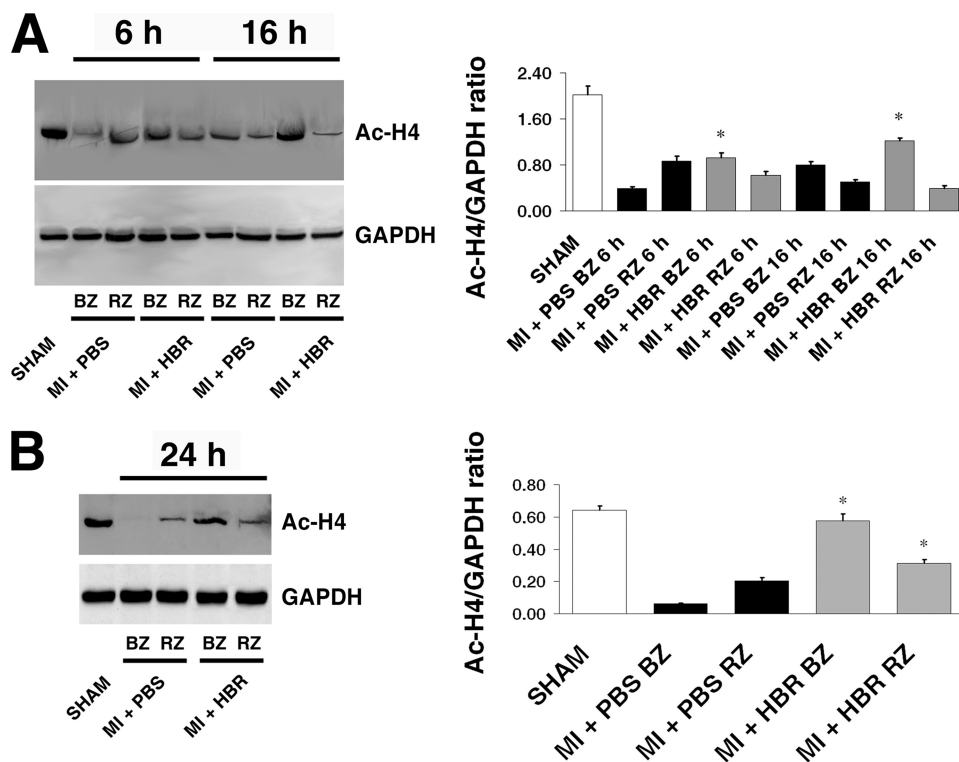 A
6 h 16 h
Ac-H4
GAPDH
BZ RZ BZ RZ BZ RZ BZ RZ
SHAM MI + PBS MI + HBR MI + PBS MI + HBR
Ac-H4/GAPDH ratio
2.40
1.60
0.80
0.00
* *
SHAM
MI + PBS BZ 6 h
MI + PBS RZ 6 h
MI + HBR BZ 6 h
MI + HBR RZ 6 h
MI + PBS BZ 16 h
MI + PBS RZ 16 h
MI + HBR BZ 16 h
MI + HBR RZ 16 h
B
24 h
Ac-H4
GAPDH
BZ RZ BZ RZ
SHAM MI + PBS MI + HBR
Ac-H4/GAPDH ratio
0.80
0.60
0.40
0.20
0.00
* *
SHAM
MI + PBS BZ
MI + PBS RZ
MI + HBR BZ
MI + HBR RZ